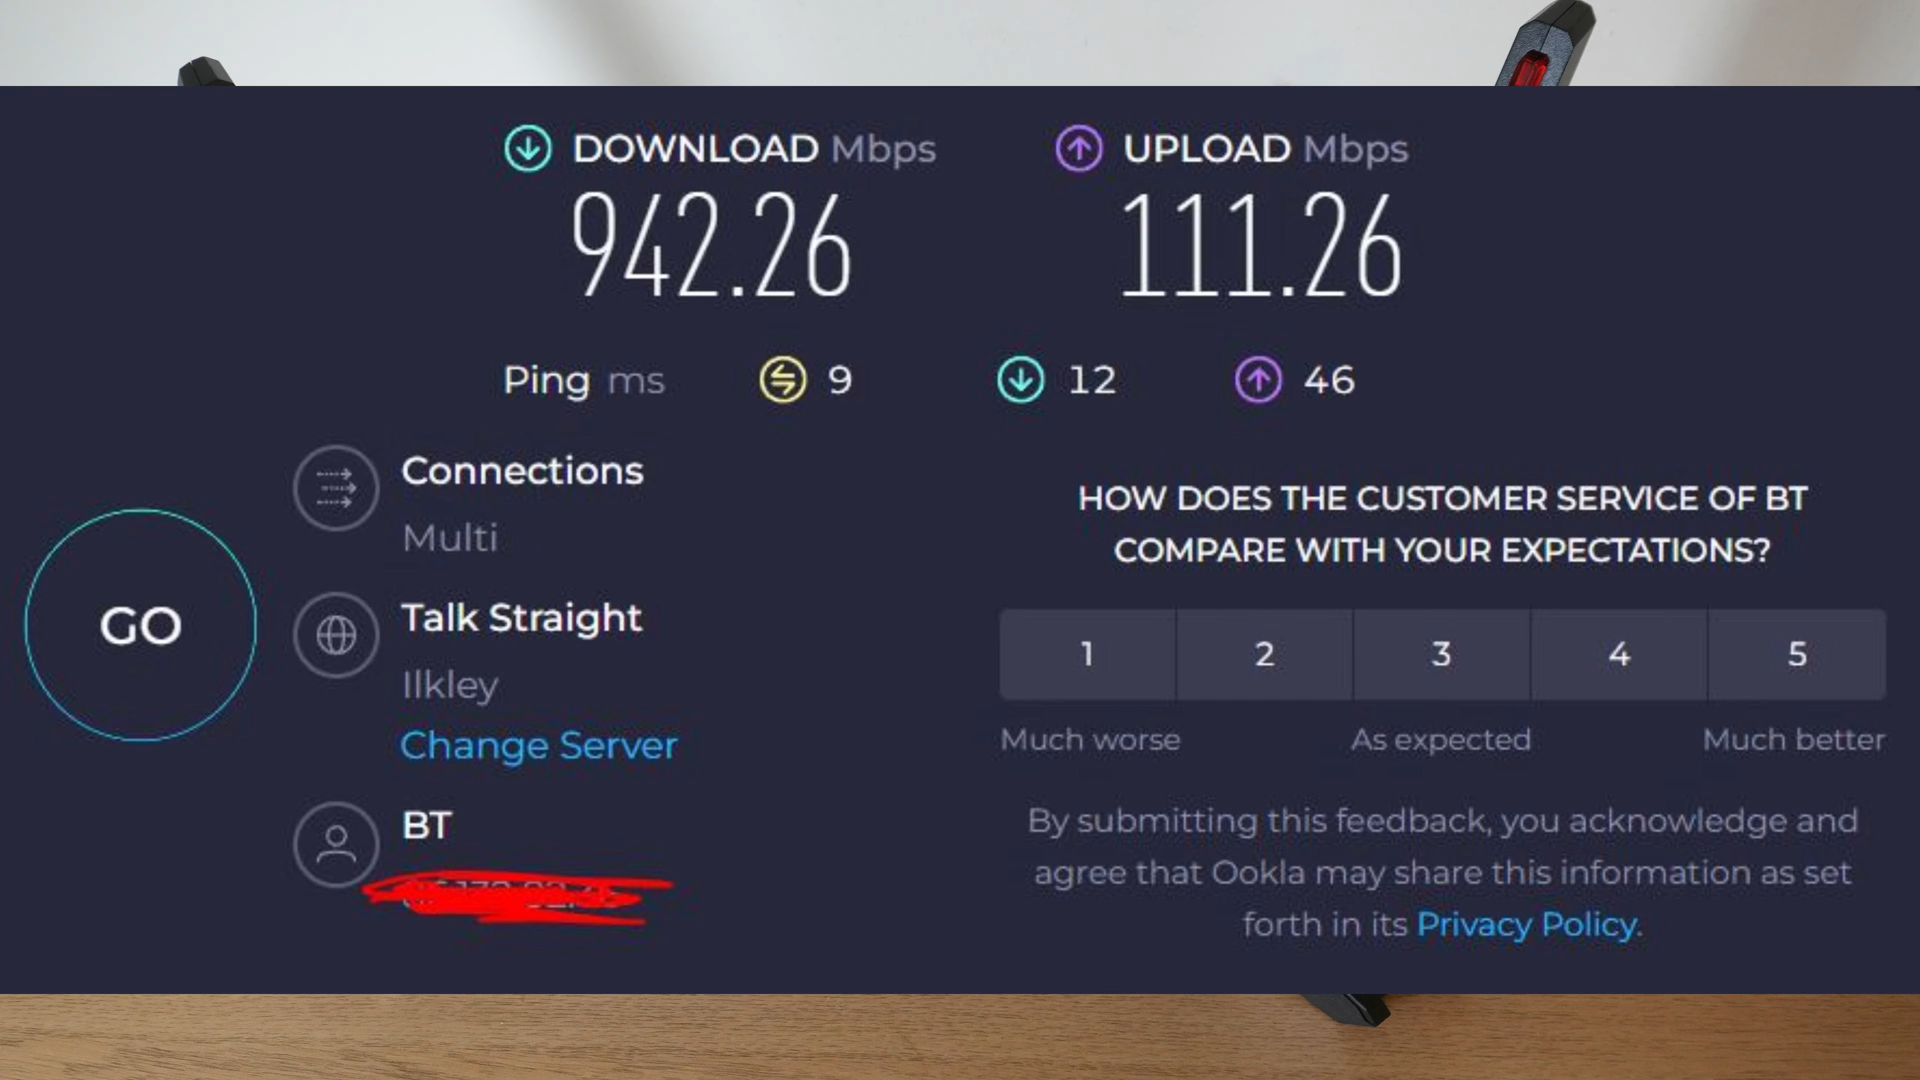 DOWNLOAD Mbps
942.26
UPLOAD Mbps
111.26
Ping ms 9 12 46
GO
Connections
Multi
Talk Straight
Ilkley
Change Server
BT
HOW DOES THE CUSTOMER SERVICE OF BT
COMPARE WITH YOUR EXPECTATIONS?
1 2 3 4 5
Much worse As expected Much better
By submitting this feedback, you acknowledge and
agree that Ookla may share this information as set
forth in its Privacy Policy.